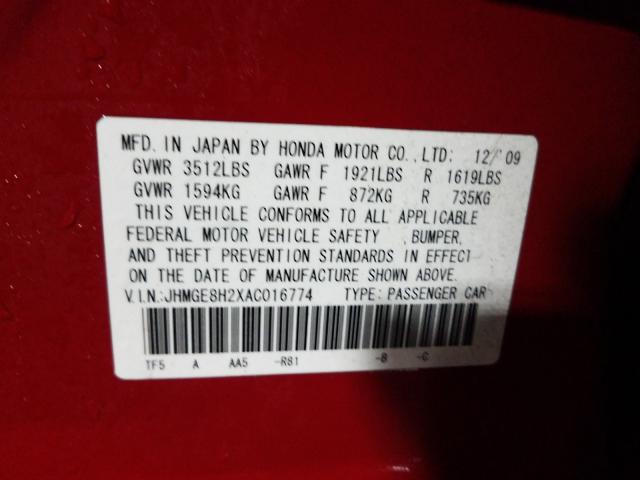 MFD. IN JAPAN BY HONDA MOTOR CO.,LTD: 12/09
GVWR 3512LBS GAWR F 1921LBS R 1619LBS
GVWR 1594KG GAWR F 872KG R 735KG
THIS VEHICLE CONFORMS TO ALL APPLICABLE
FEDERAL MOTOR VEHICLE SAFETY ,BUMPER,
AND THEFT PREVENTION STANDARDS IN EFFECT
ON THE DATE OF MANUFACTURE SHOWN ABOVE.
V.I.N.:JHMGE8H2XAC016774 TYPE: PASSENGER CAR
TF5 A AA5 -R81 -B -C